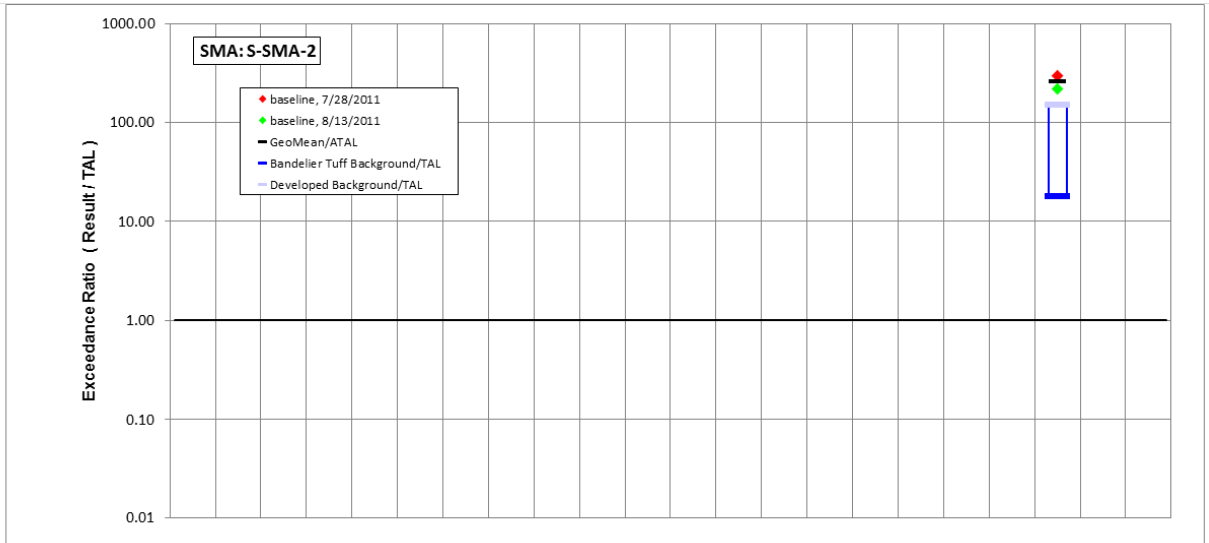 1000.00
SMA: S-SMA-2
baseline, 7/28/2011
baseline, 8/13/2011
GeoMean/ATAL
Bandelier Tuff Background/TAL
Developed Background/TAL
100.00
10.00
1.00
0.10
0.01
Exceedance Ratio ( Result / TAL )